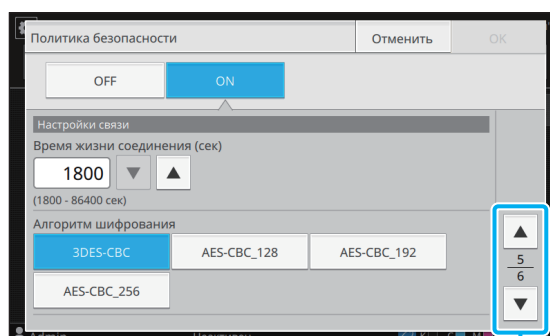 Политика безопасности
Отменить
OK
OFF
ON
Настройки связи
Время жизни соединения (сек)
1800
(1800 - 86400 сек)
Алгоритм шифрования
3DES-CBC
AES-CBC_128
AES-CBC_192
AES-CBC_256
5
6
Admin